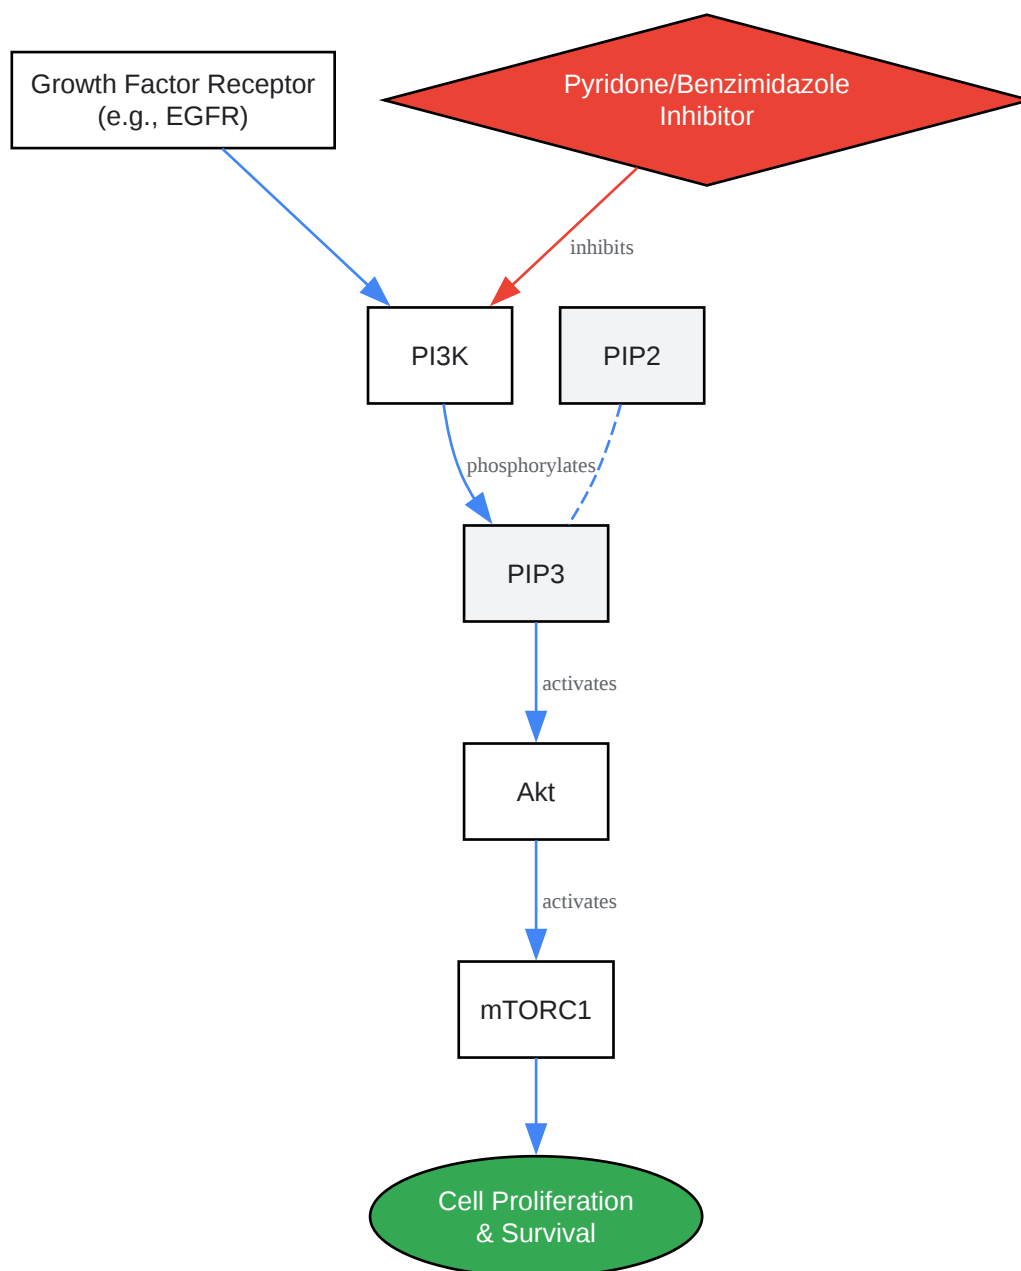 Growth Factor Receptor
(e.g., EGFR)
Pyridone/Benzimidazole
Inhibitor
inhibits
PI3K
PIP2
phosphorylates
PIP3
activates
Akt
activates
mTORC1
Cell Proliferation
& Survival